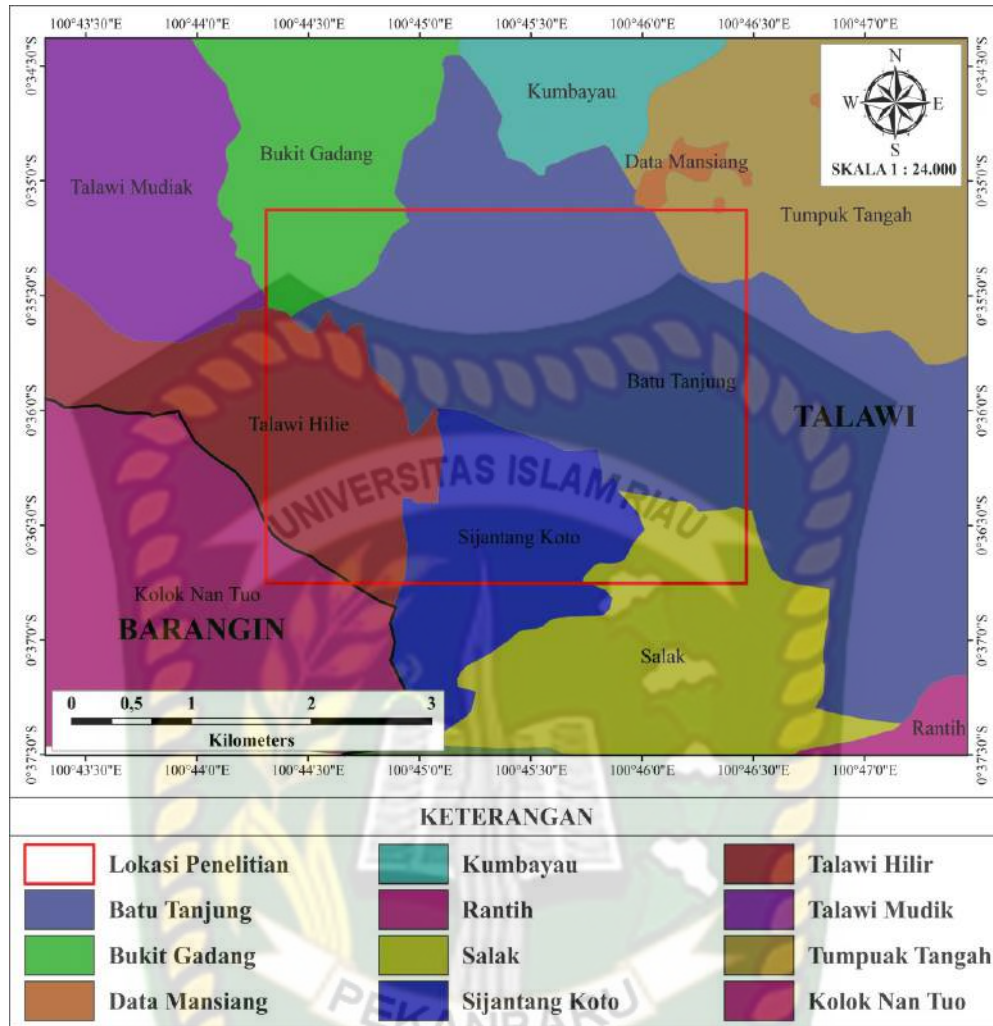 100°43'30"E 100°44'0"E 100°44'30"E 100°45'0"E 100°45'30"E 100°46'0"E 100°46'30"E 100°47'0"E
0°34'30"S
0°35'0"S
0°35'30"S
0°36'0"S
0°36'30"S
0°37'0"S
0°37'30"S
N
W E
S
SKALA 1 : 24.000
Kumbayau
Bukit Gadang
Data Mansiang
Talawi Mudiak
Tumpuk Tangah
Batu Tanjung
TALAWI
Talawi Hilie
UNIVERSITAS ISLAM RIAU
Sijantang Koto
Kolok Nan Tuo
BARANGIN
Salak
Rantih
0 0,5 1 2 3
Kilometers
0°34'30"S
0°35'0"S
0°35'30"S
0°36'0"S
0°36'30"S
0°37'0"S
0°37'30"S
100°43'30"E 100°44'0"E 100°44'30"E 100°45'0"E 100°45'30"E 100°46'0"E 100°46'30"E 100°47'0"E
KETERANGAN
Lokasi Penelitian
Batu Tanjung
Bukit Gadang
Data Mansiang
Kumbayau
Rantih
Salak
Sijantang Koto
Talawi Hilir
Talawi Mudik
Tumpuak Tangah
Kolok Nan Tuo
PEKANBARU